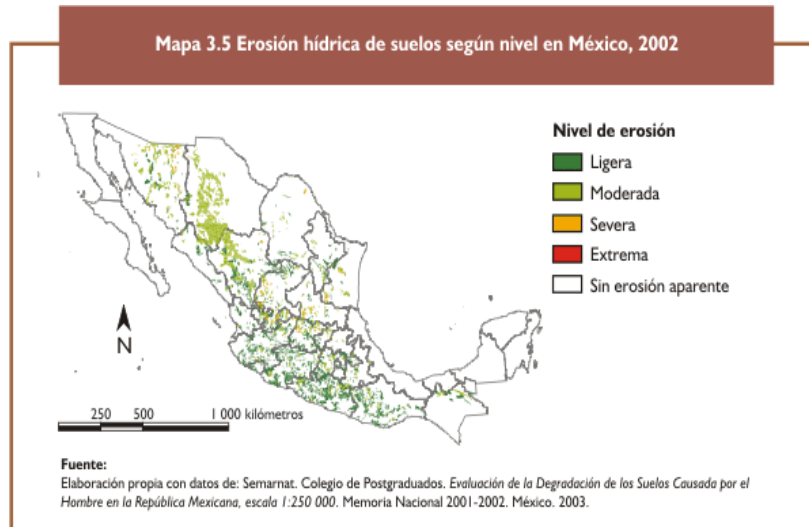 Mapa 3.5 Erosión hídrica de suelos según nivel en México, 2002
Nivel de erosión
Ligera
Moderada
Severa
Extrema
Sin erosión aparente
N
250 500 1 000 kilómetros
Fuente:
Elaboración propia con datos de: Semarnat. Colegio de Postgraduados. Evaluación de la Degradación de los Suelos Causada por el
Hombre en la República Mexicana, escala 1:250 000. Memoria Nacional 2001-2002. México. 2003.